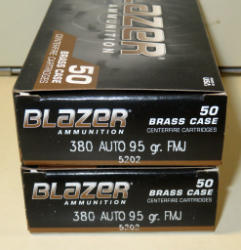 BLAZER
AMMUNITION
50 BRASS CASE
CENTERFIRE CARTRIDGES
BLAZER
AMMUNITION
50
BRASS CASE
CENTERFIRE CARTRIDGES
380 AUTO 95 gr. FMJ
5202
BLAZER
AMMUNITION
50
BRASS CASE
CENTERFIRE CARTRIDGES
380 AUTO 95 gr. FMJ
5202